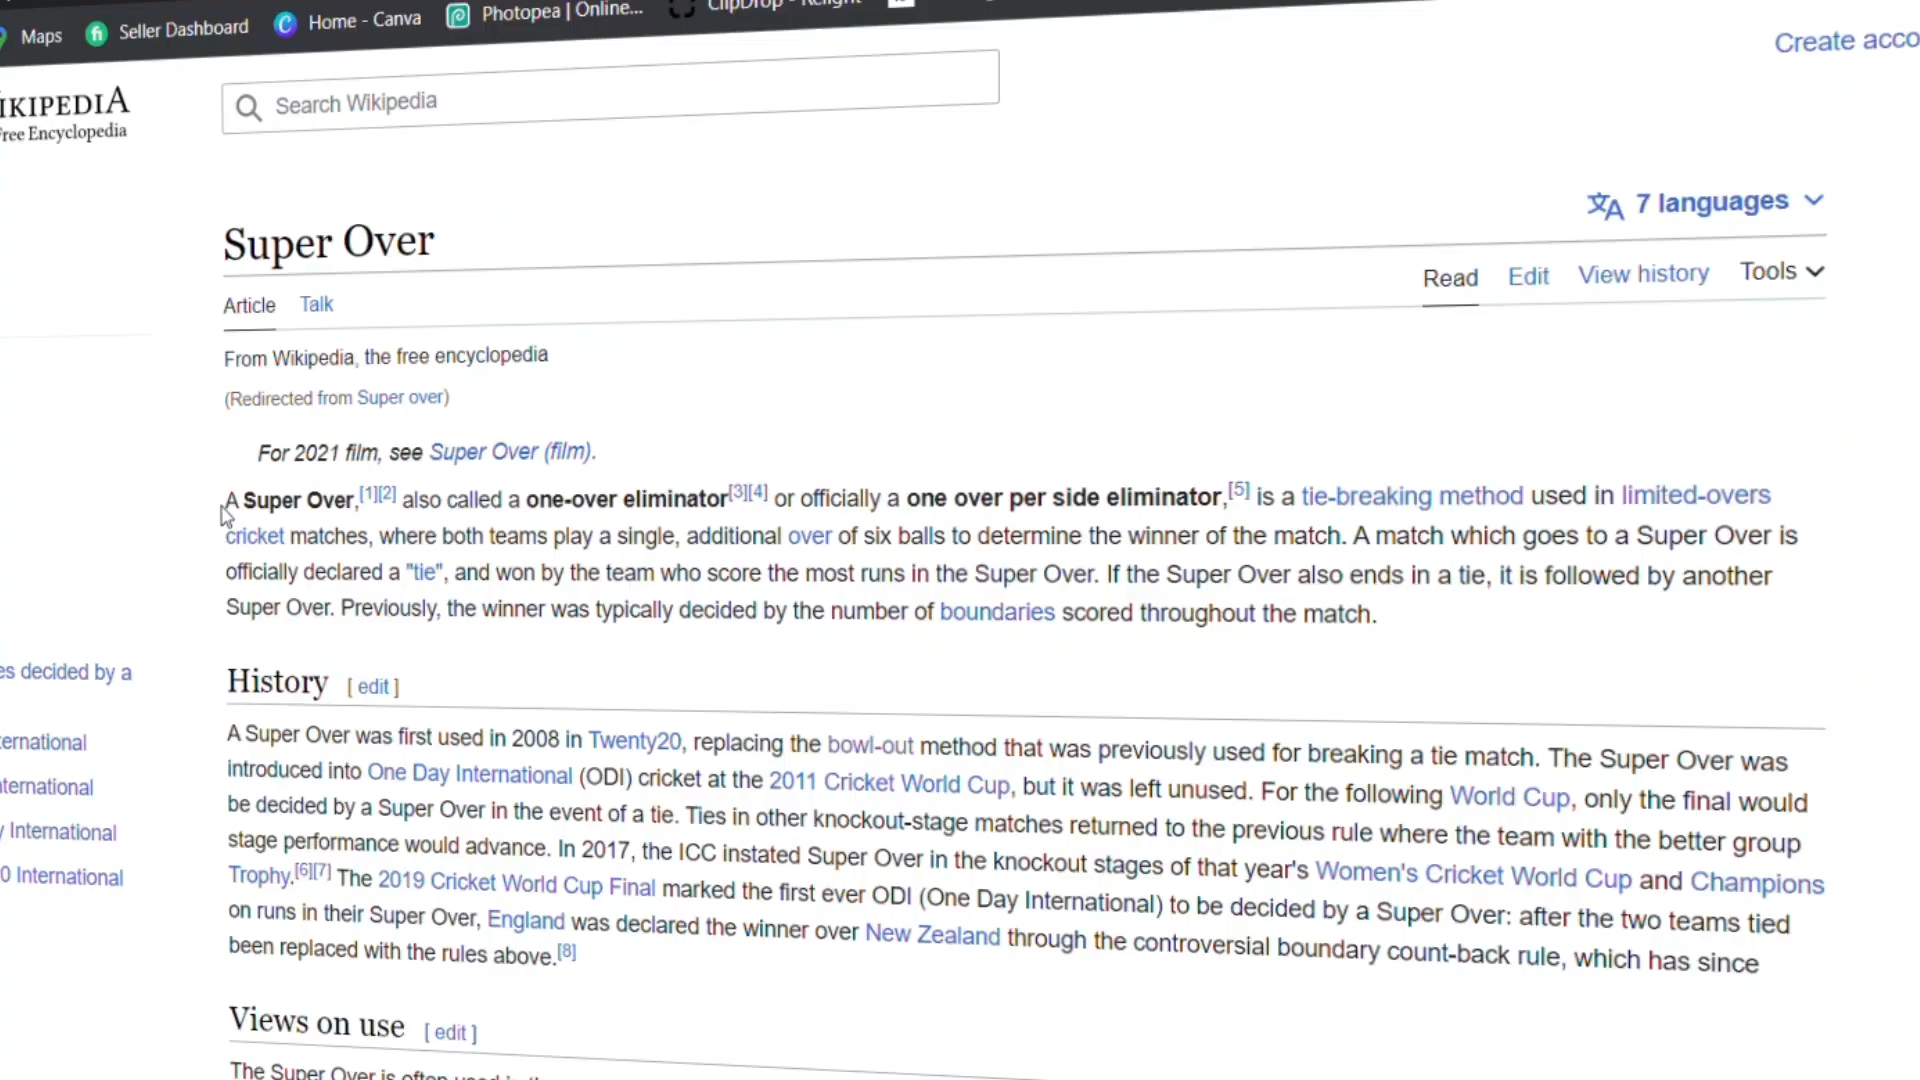 Maps Seller Dashboard Home - Canva Photopea | Online...
Create acco
IKIPEDIA
Free Encyclopedia
Search Wikipedia
7 languages
Super Over
Read Edit View history Tools
Article Talk
From Wikipedia, the free encyclopedia
(Redirected from Super over)
For 2021 film, see Super Over (film).
A Super Over,[1][2] also called a one-over eliminator[3][4] or officially a one over per side eliminator,[5] is a tie-breaking method used in limited-overs
cricket matches, where both teams play a single, additional over of six balls to determine the winner of the match. A match which goes to a Super Over is
officially declared a "tie", and won by the team who score the most runs in the Super Over. If the Super Over also ends in a tie, it is followed by another
Super Over. Previously, the winner was typically decided by the number of boundaries scored throughout the match.
es decided by a
ernational
nternational
y International
0 International
History [ edit ]
A Super Over was first used in 2008 in Twenty20, replacing the bowl-out method that was previously used for breaking a tie match. The Super Over was
introduced into One Day International (ODI) cricket at the 2011 Cricket World Cup, but it was left unused. For the following World Cup, only the final would
be decided by a Super Over in the event of a tie. Ties in other knockout-stage matches returned to the previous rule where the team with the better group
stage performance would advance. In 2017, the ICC instated Super Over in the knockout stages of that year's Women's Cricket World Cup and Champions
Trophy.[6][7] The 2019 Cricket World Cup Final marked the first ever ODI (One Day International) to be decided by a Super Over: after the two teams tied
on runs in their Super Over, England was declared the winner over New Zealand through the controversial boundary count-back rule, which has since
been replaced with the rules above.[8]
Views on use [ edit ]
The Super Over is often used